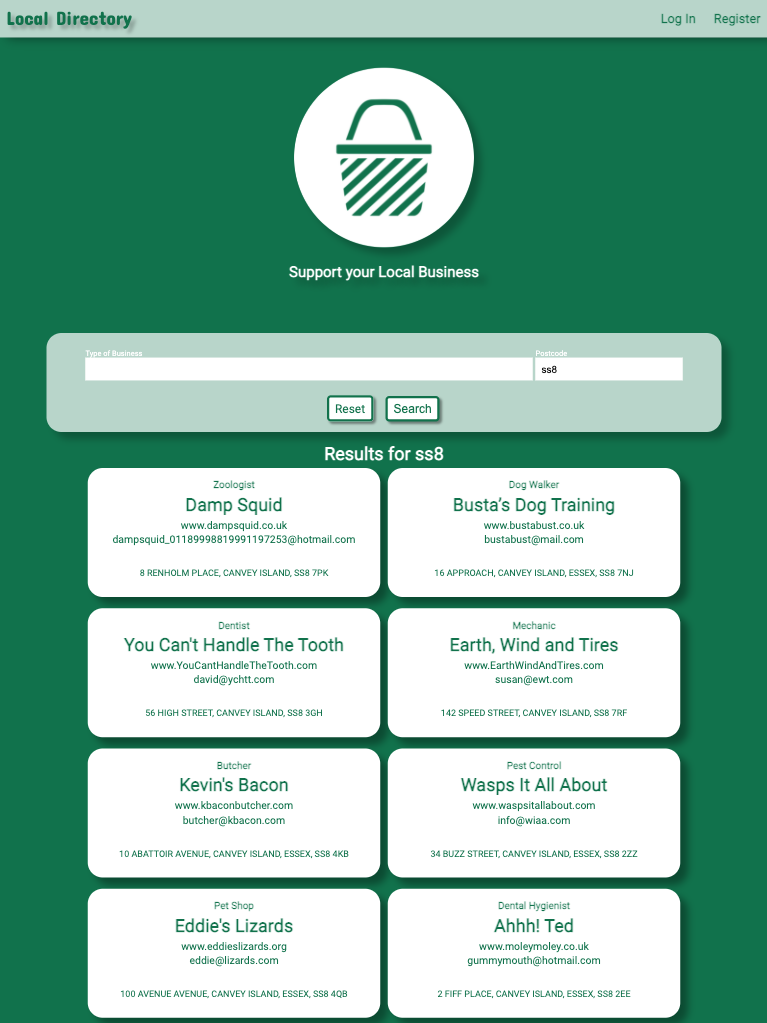 Local Directory
Log In
Register
Support your Local Business
Type of Business
Postcode
ss8
Reset
Search
Results for ss8
Zoologist
Damp Squid
www.dampsquid.co.uk
dampsquid_01189998819991197253@hotmail.com
8 RENHOLM PLACE, CANVEY ISLAND, SS8 7PK
Dog Walker
Busta’s Dog Training
www.bustabust.co.uk
bustabust@mail.com
16 APPROACH, CANVEY ISLAND, ESSEX, SS8 7NJ
Dentist
You Can't Handle The Tooth
www.YouCantHandleTheTooth.com
david@ychtt.com
56 HIGH STREET, CANVEY ISLAND, SS8 3GH
Mechanic
Earth, Wind and Tires
www.EarthWindAndTires.com
susan@ewt.com
142 SPEED STREET, CANVEY ISLAND, SS8 7RF
Butcher
Kevin's Bacon
www.kbaconbutcher.com
butcher@kbacon.com
10 ABATTOIR AVENUE, CANVEY ISLAND, ESSEX, SS8 4KB
Pest Control
Wasps It All About
www.waspsitallabout.com
info@wiaa.com
34 BUZZ STREET, CANVEY ISLAND, ESSEX, SS8 2ZZ
Pet Shop
Eddie's Lizards
www.eddieslizards.org
eddie@lizards.com
100 AVENUE AVENUE, CANVEY ISLAND, ESSEX, SS8 4QB
Dental Hygienist
Ahhh! Ted
www.moleymoley.co.uk
gummymouth@hotmail.com
2 FIFF PLACE, CANVEY ISLAND, ESSEX, SS8 2EE